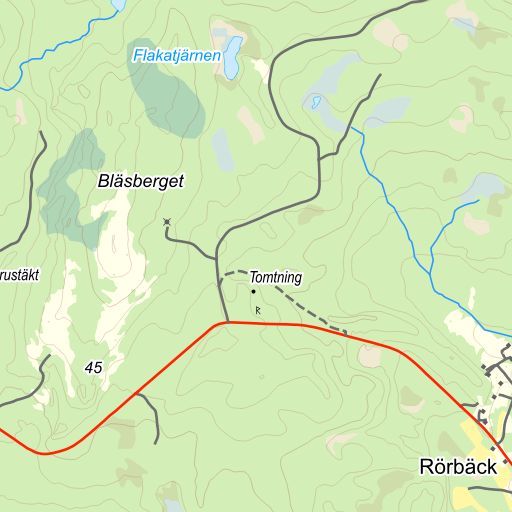 Flakatjärnen
Bläsberget
rustäkt
Tomtning
R
45
Rörbäck